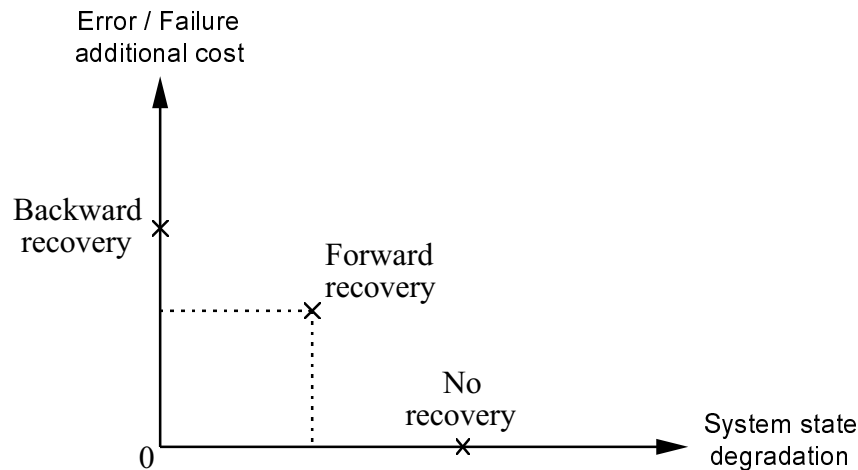 Error / Failure
additional cost
Backward
recovery
Forward
recovery
No
recovery
0
System state
degradation